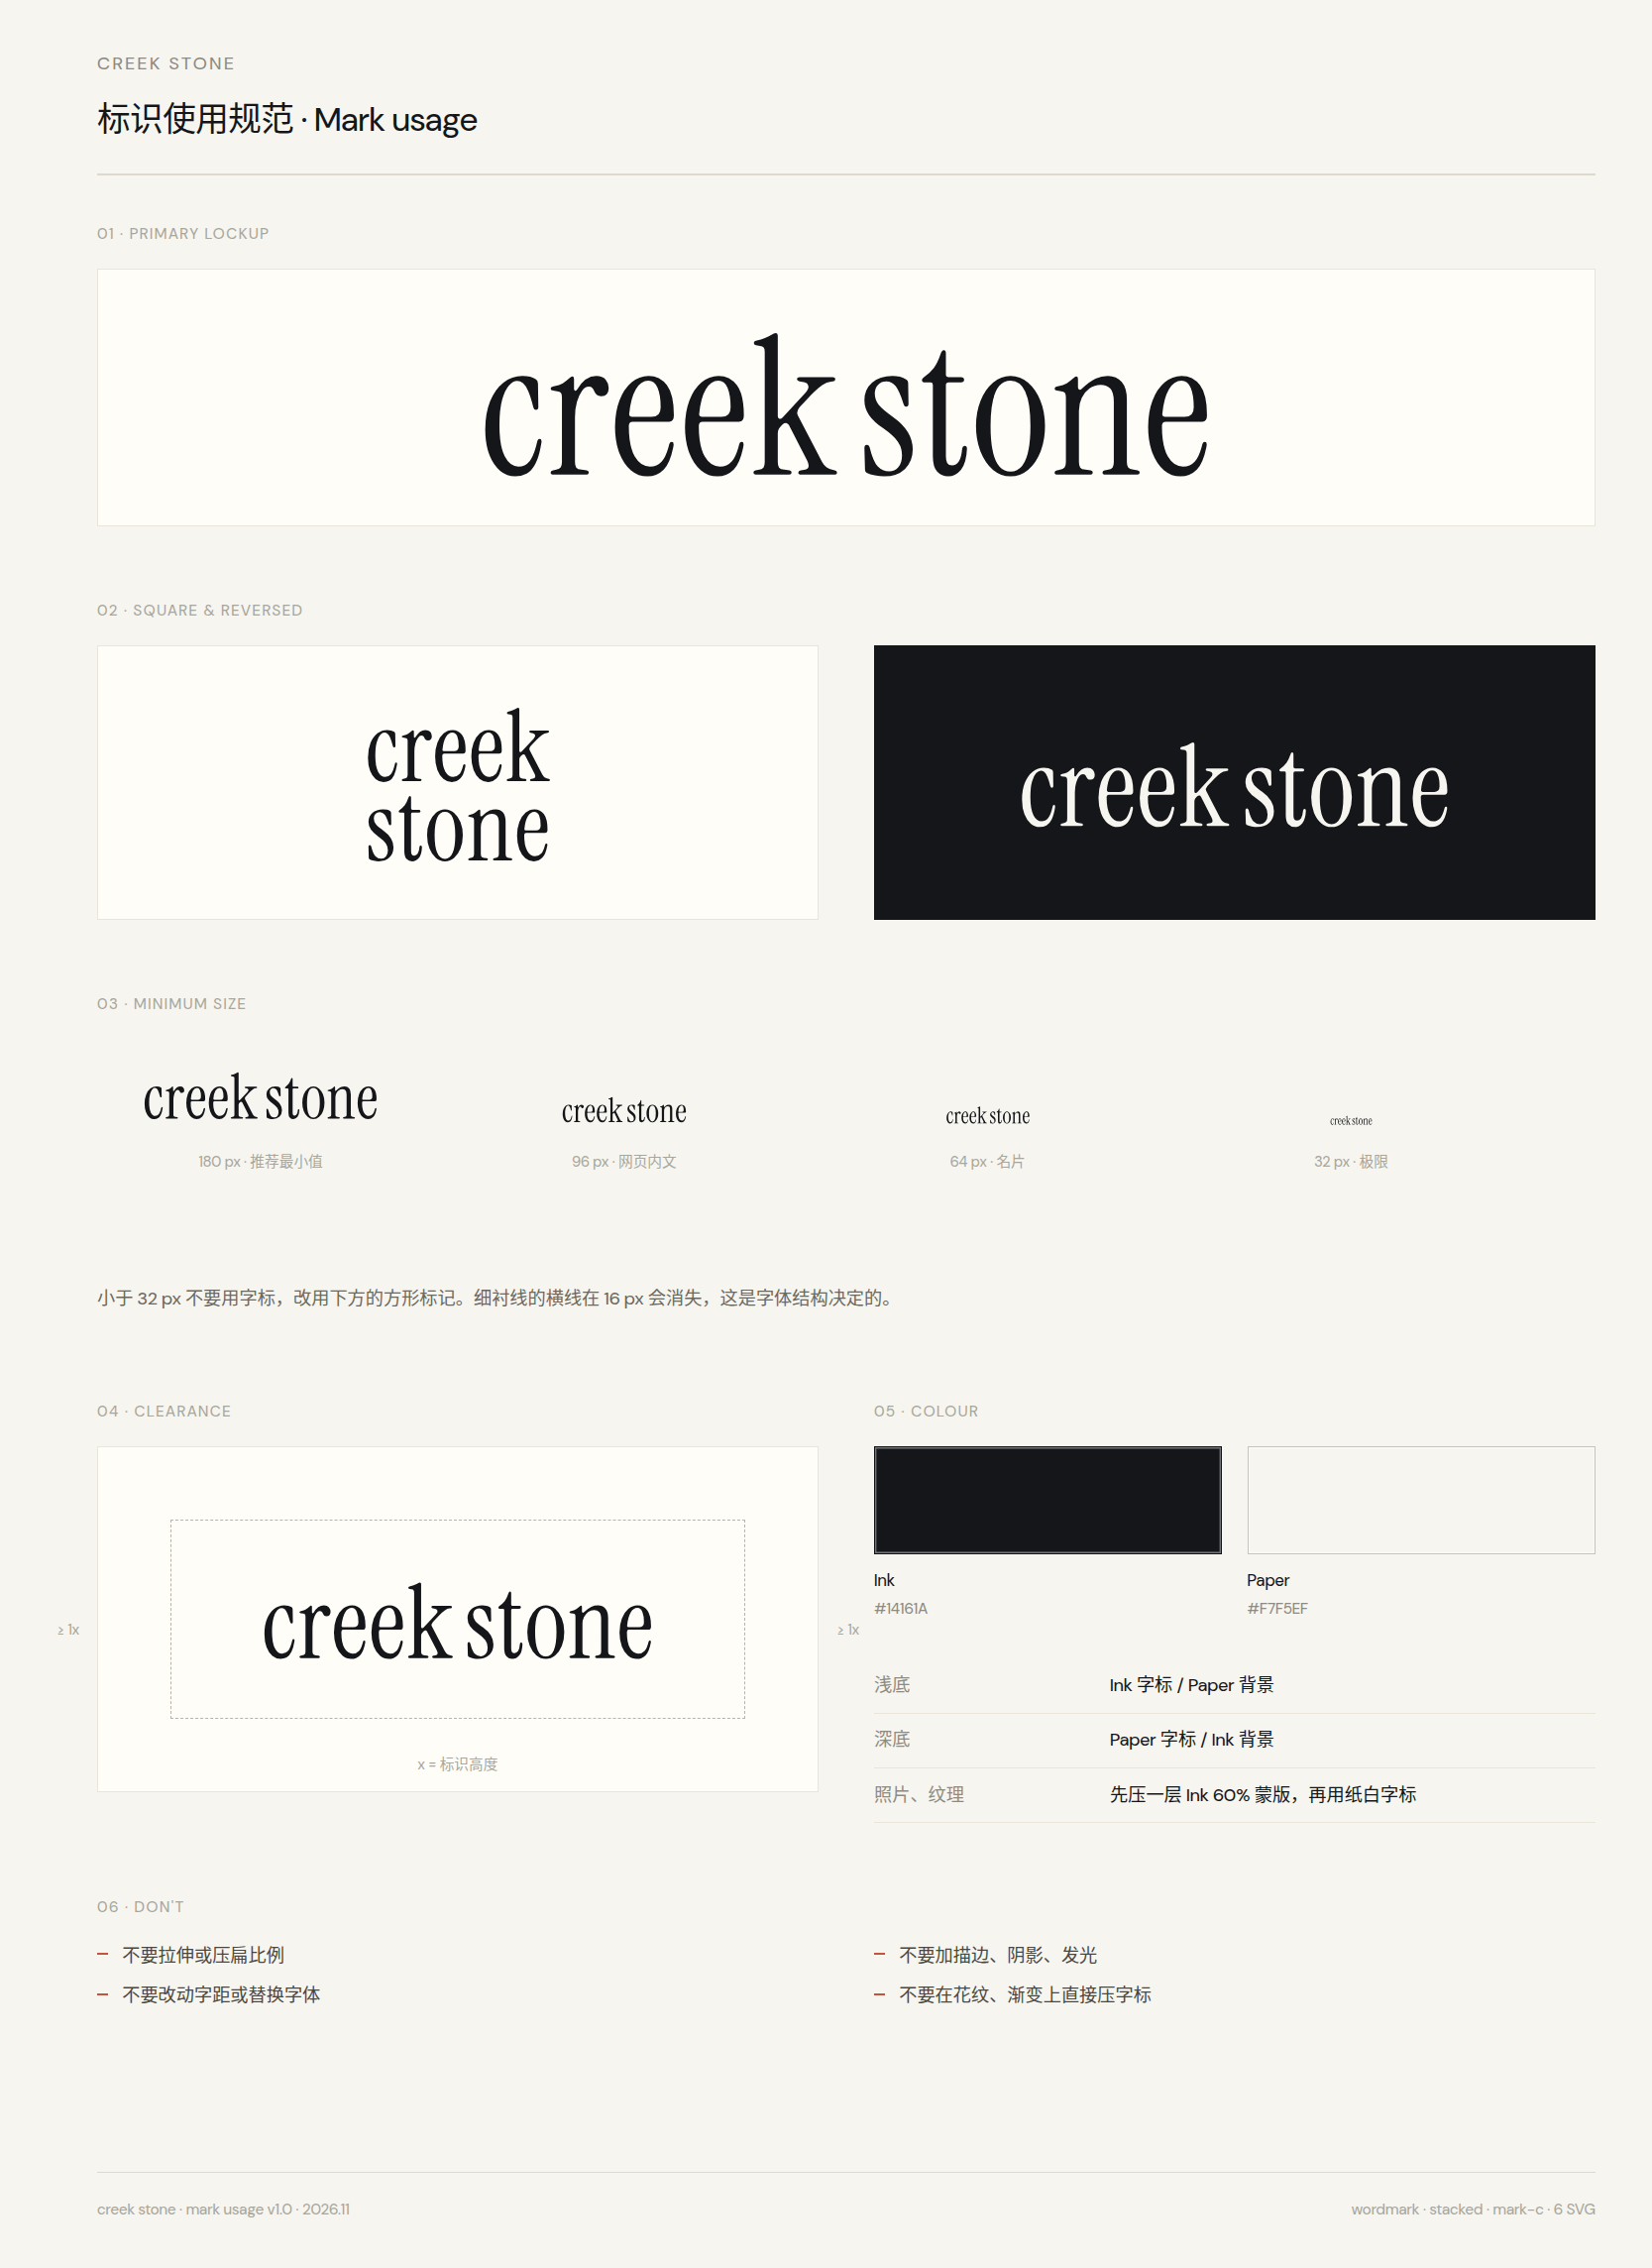 CREEK STONE
标识使用规范 · Mark usage
01 · PRIMARY LOCKUP
creek stone
02 · SQUARE & REVERSED
creek
stone
creek stone
03 · MINIMUM SIZE
creek stone
creek stone
creek stone
creek stone
180 px · 推荐最小值
96 px · 网页内文
64 px · 名片
32 px · 极限
小于 32 px 不要用字标，改用下方的方形标记。细衬线的横线在 16 px 会消失，这是字体结构决定的。
04 · CLEARANCE
≥ 1x
creek stone
≥ 1x
x = 标识高度
05 · COLOUR
Ink
#14161A
Paper
#F7F5EF
浅底 Ink 字标 / Paper 背景
深底 Paper 字标 / Ink 背景
照片、纹理 先压一层 Ink 60% 蒙版，再用纸白字标
06 · DON'T
不要拉伸或压扁比例
不要改动字距或替换字体
不要加描边、阴影、发光
不要在花纹、渐变上直接压字标
creek stone · mark usage v1.0 · 2026.11
wordmark · stacked · mark-c · 6 SVG